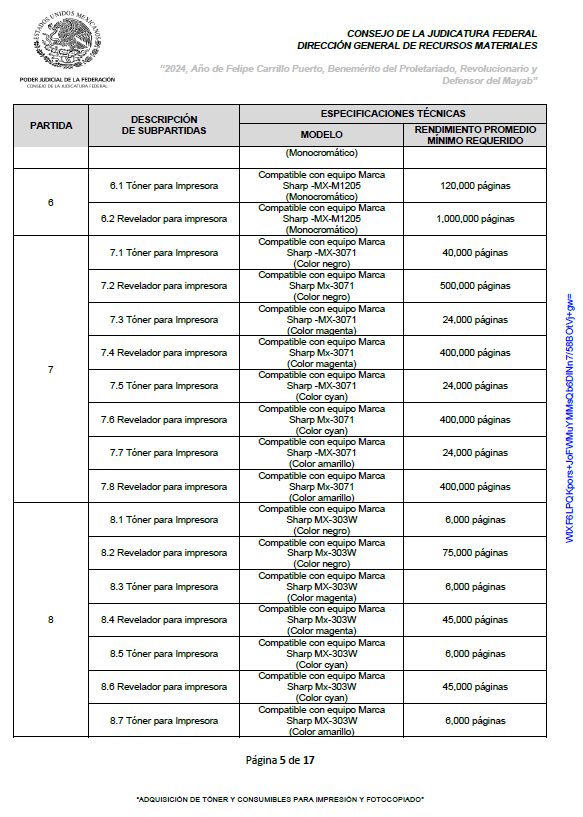 ESTADOS UNIDOS MEXICANOS
PODER JUDICIAL DE LA FEDERACIÓN
CONSEJO DE LA JUDICATURA FEDERAL
CONSEJO DE LA JUDICATURA FEDERAL
DIRECCIÓN GENERAL DE RECURSOS MATERIALES
"2024, Año de Felipe Carrillo Puerto, Benemérito del Proletariado, Revolucionario y
Defensor del Mayab"
PARTIDA
DESCRIPCIÓN
DE SUBPARTIDAS
ESPECIFICACIONES TÉCNICAS
MODELO
RENDIMIENTO PROMEDIO
MÍNIMO REQUERIDO
(Monocromático)
6
6.1 Tóner para Impresora
Compatible con equipo Marca
Sharp -MX-M1205
(Monocromático)
120,000 páginas
6.2 Revelador para impresora
Compatible con equipo Marca
Sharp -MX-M1205
(Monocromático)
1,000,000 páginas
7
7.1 Tóner para Impresora
Compatible con equipo Marca
Sharp -MX-3071
(Color negro)
40,000 páginas
7.2 Revelador para impresora
Compatible con equipo Marca
Sharp Mx-3071
(Color negro)
500,000 páginas
7.3 Tóner para Impresora
Compatible con equipo Marca
Sharp -MX-3071
(Color magenta)
24,000 páginas
7.4 Revelador para impresora
Compatible con equipo Marca
Sharp Mx-3071
(Color magenta)
400,000 páginas
7.5 Tóner para Impresora
Compatible con equipo Marca
Sharp -MX-3071
(Color cyan)
24,000 páginas
7.6 Revelador para impresora
Compatible con equipo Marca
Sharp Mx-3071
(Color cyan)
400,000 páginas
7.7 Tóner para Impresora
Compatible con equipo Marca
Sharp -MX-3071
(Color amarillo)
24,000 páginas
7.8 Revelador para impresora
Compatible con equipo Marca
Sharp Mx-3071
(Color amarillo)
400,000 páginas
8
8.1 Tóner para Impresora
Compatible con equipo Marca
Sharp MX-303W
(Color negro)
6,000 páginas
8.2 Revelador para impresora
Compatible con equipo Marca
Sharp Mx-303W
(Color negro)
75,000 páginas
8.3 Tóner para Impresora
Compatible con equipo Marca
Sharp MX-303W
(Color magenta)
6,000 páginas
8.4 Revelador para impresora
Compatible con equipo Marca
Sharp Mx-303W
(Color magenta)
45,000 páginas
8.5 Tóner para Impresora
Compatible con equipo Marca
Sharp MX-303W
(Color cyan)
6,000 páginas
8.6 Revelador para impresora
Compatible con equipo Marca
Sharp Mx-303W
(Color cyan)
45,000 páginas
8.7 Tóner para Impresora
Compatible con equipo Marca
Sharp MX-303W
(Color amarillo)
6,000 páginas
Página 5 de 17
"ADQUISICIÓN DE TÓNER Y CONSUMIBLES PARA IMPRESIÓN Y FOTOCOPIADO"